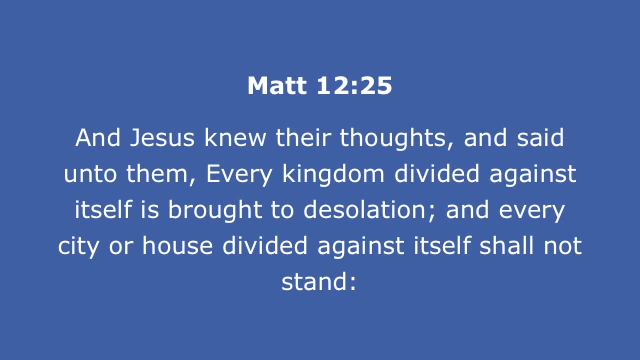 Matt 12:25
And Jesus knew their thoughts, and said
unto them, Every kingdom divided against
itself is brought to desolation; and every
city or house divided against itself shall not
stand: